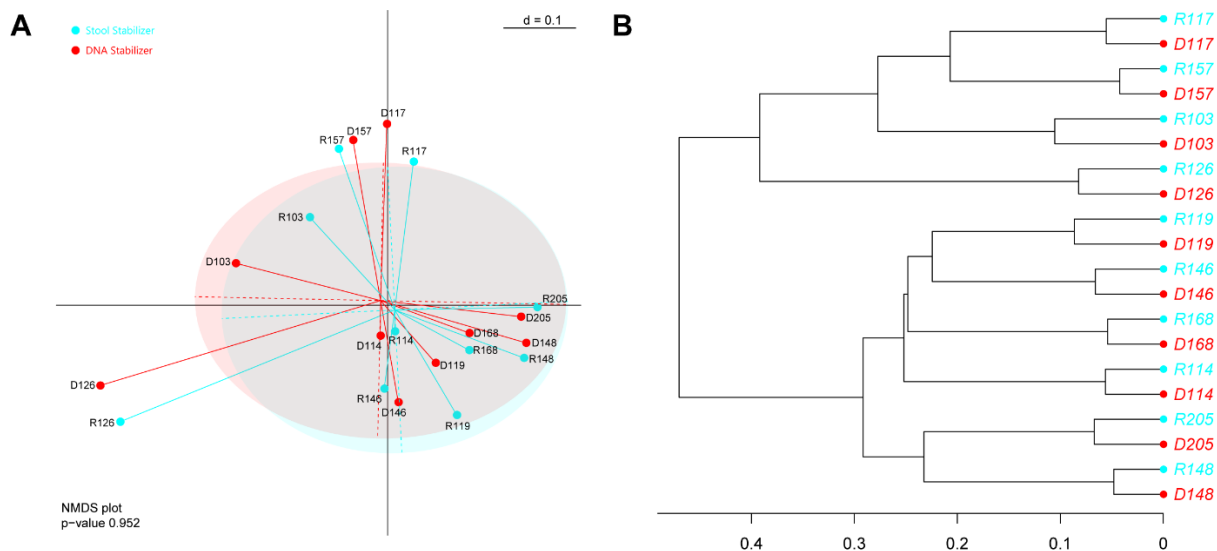 A
Stool Stabilizer
DNA Stabilizer
d = 0.1
D117
D157
R157
R117
R103
D103
R205
D205
D168
D148
R114
D114
R168
R148
D119
D126
R146
D146
R126
R119
NMDS plot
p−value 0.952
B
R117
D117
R157
D157
R103
D103
R126
D126
R119
D119
R146
D146
R168
D168
R114
D114
R205
D205
R148
D148
0.4 0.3 0.2 0.1 0